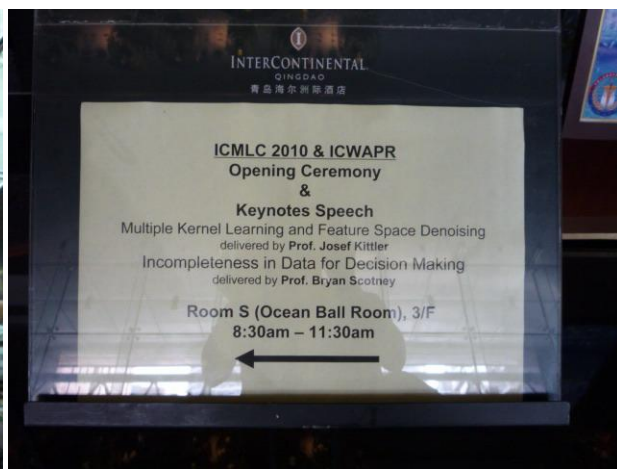 INTERCONTINENTAL
QINGDAO
青岛海尔洲际酒店
ICMLC 2010 & ICWAPR
Opening Ceremony
&
Keynotes Speech
Multiple Kernel Learning and Feature Space Denoising
delivered by Prof. Josef Kittler
Incompleteness in Data for Decision Making
delivered by Prof. Bryan Scotney
Room S (Ocean Ball Room), 3/F
8:30am – 11:30am